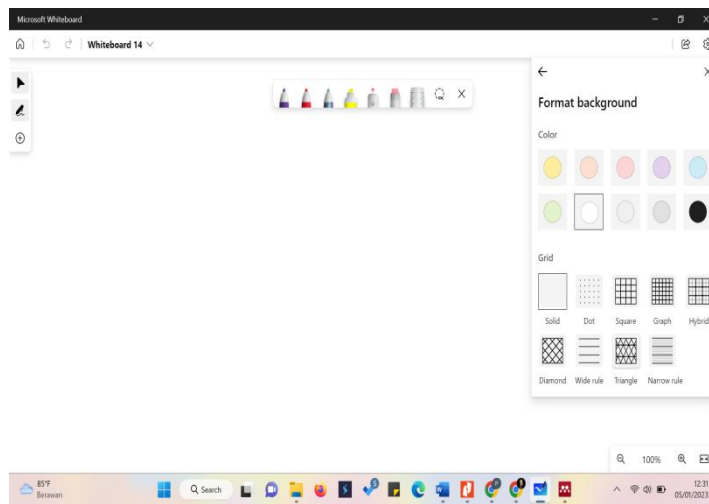 Microsoft Whiteboard
Whiteboard 14
Format background
Color
Grid
Solid Dot Square Graph Hybrid
Diamond Wide rule Triangle Narrow rule
100%
85°F
Berawan
Search
12:31
05/01/2023